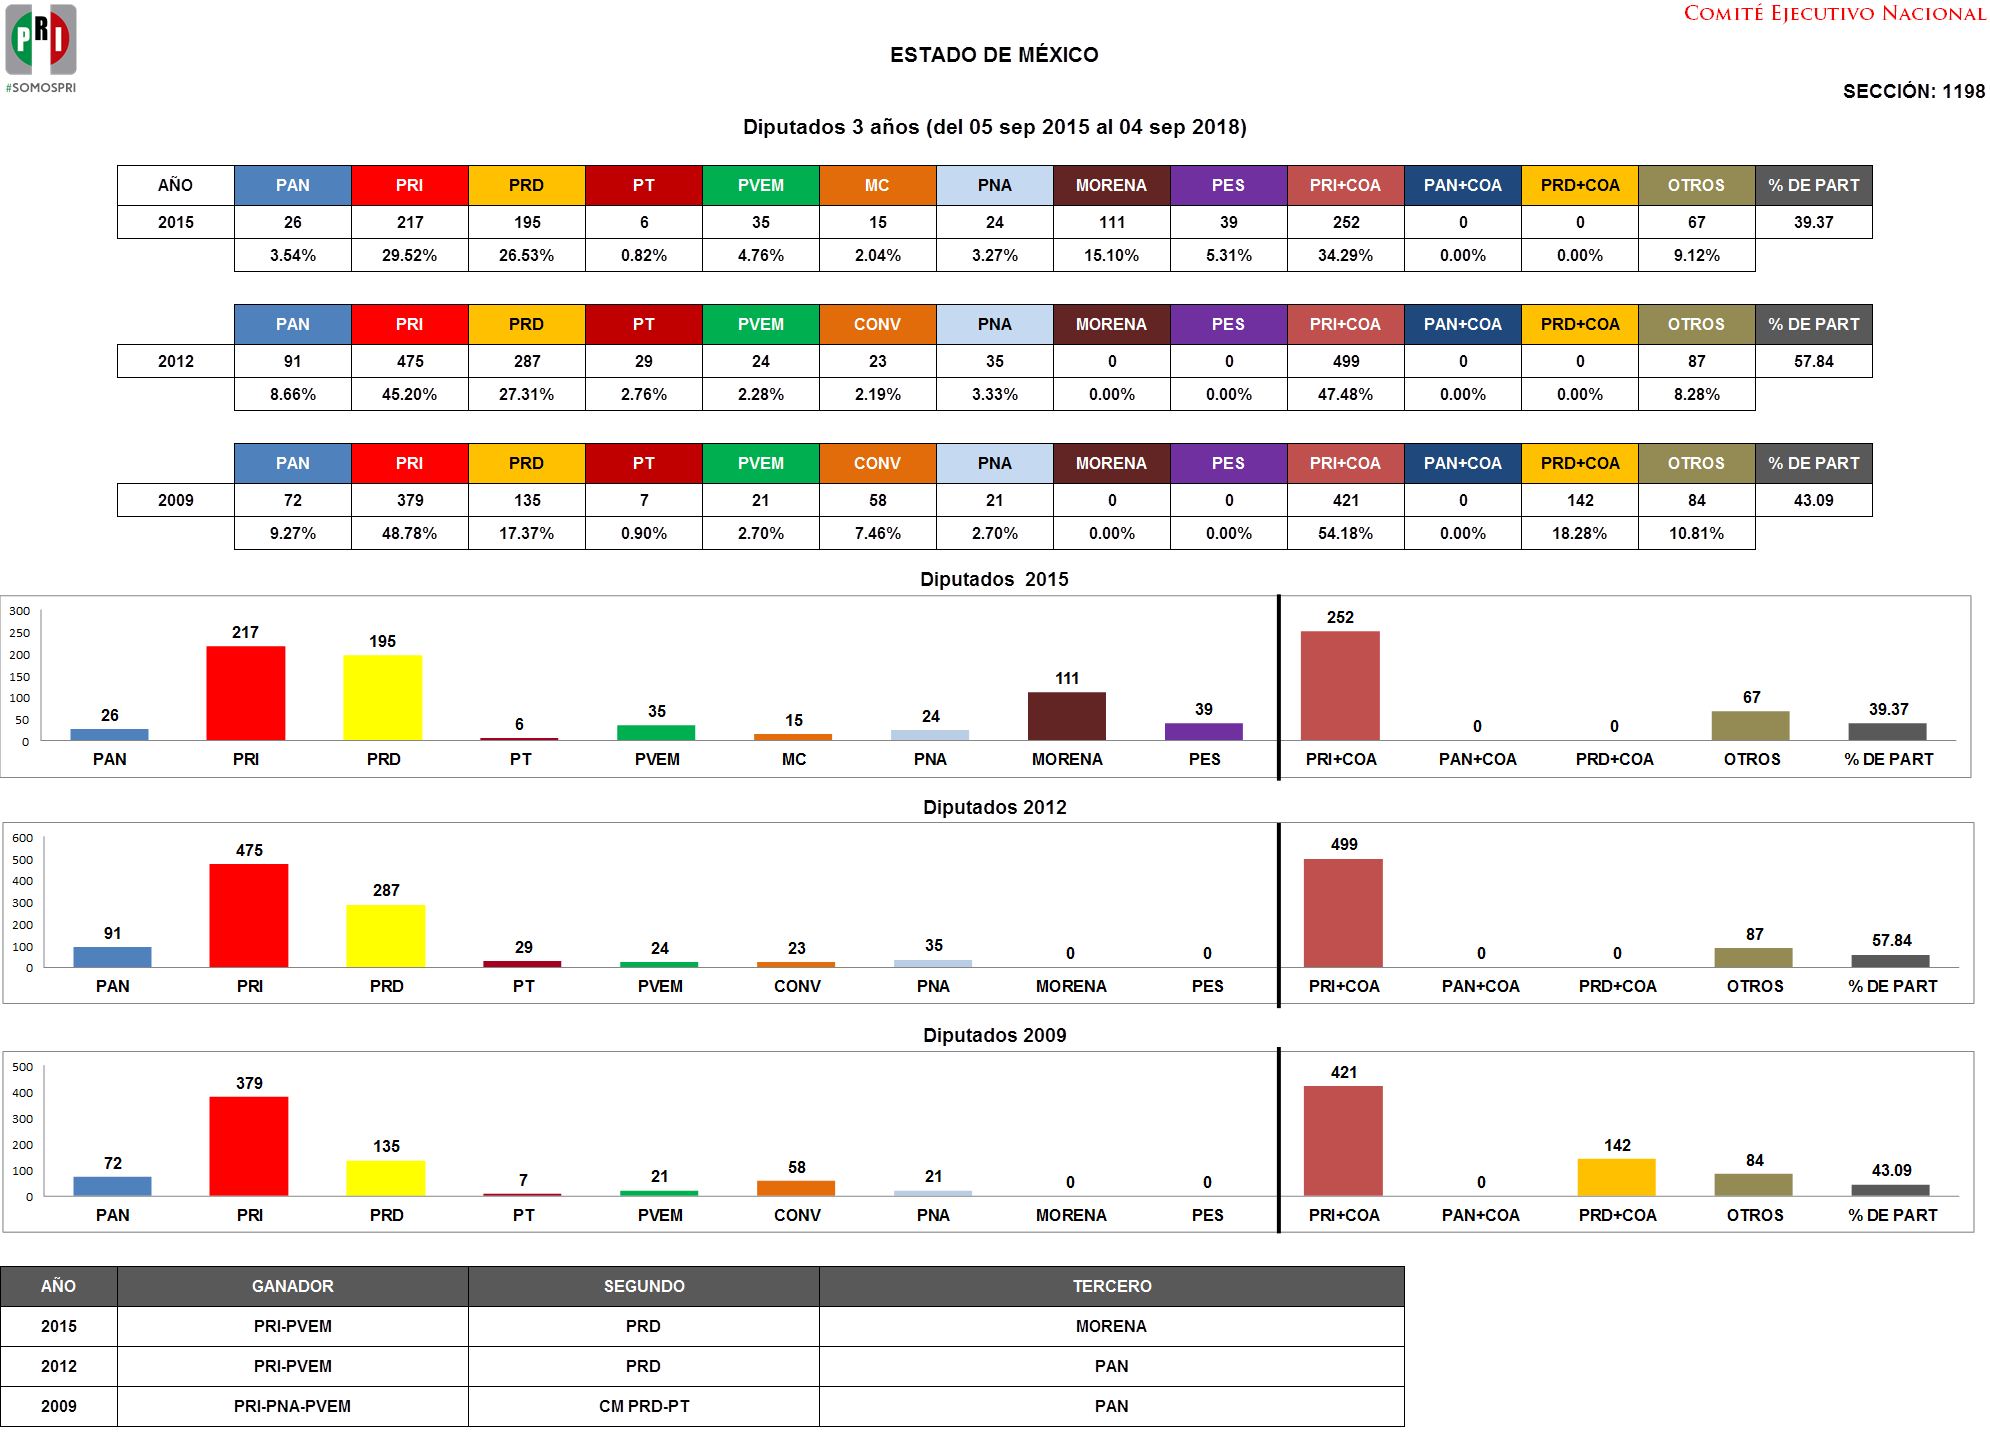 PRI
#SOMOSPRI
COMITÉ EJECUTIVO NACIONAL
ESTADO DE MÉXICO
SECCIÓN: 1198
Diputados 3 años (del 05 sep 2015 al 04 sep 2018)
AÑO PAN PRI PRD PT PVEM MC PNA MORENA PES PRI+COA PAN+COA PRD+COA OTROS % DE PART
2015 26 217 195 6 35 15 24 111 39 252 0 0 67 39.37
3.54% 29.52% 26.53% 0.82% 4.76% 2.04% 3.27% 15.10% 5.31% 34.29% 0.00% 0.00% 9.12%
PAN PRI PRD PT PVEM CONV PNA MORENA PES PRI+COA PAN+COA PRD+COA OTROS % DE PART
2012 91 475 287 29 24 23 35 0 0 499 0 0 87 57.84
8.66% 45.20% 27.31% 2.76% 2.28% 2.19% 3.33% 0.00% 0.00% 47.48% 0.00% 0.00% 8.28%
PAN PRI PRD PT PVEM CONV PNA MORENA PES PRI+COA PAN+COA PRD+COA OTROS % DE PART
2009 72 379 135 7 21 58 21 0 0 421 0 142 84 43.09
9.27% 48.78% 17.37% 0.90% 2.70% 7.46% 2.70% 0.00% 0.00% 54.18% 0.00% 18.28% 10.81%
Diputados 2015
300
250
200
150
100
50
0
26 217 195 6 35 15 24 111 39 252 0 0 67 39.37
PAN PRI PRD PT PVEM MC PNA MORENA PES PRI+COA PAN+COA PRD+COA OTROS % DE PART
Diputados 2012
600
500
400
300
200
100
0
91 475 287 29 24 23 35 0 0 499 0 0 87 57.84
PAN PRI PRD PT PVEM CONV PNA MORENA PES PRI+COA PAN+COA PRD+COA OTROS % DE PART
Diputados 2009
500
400
300
200
100
0
72 379 135 7 21 58 21 0 0 421 0 142 84 43.09
PAN PRI PRD PT PVEM CONV PNA MORENA PES PRI+COA PAN+COA PRD+COA OTROS % DE PART
AÑO GANADOR SEGUNDO TERCERO
2015 PRI-PVEM PRD MORENA
2012 PRI-PVEM PRD PAN
2009 PRI-PNA-PVEM CM PRD-PT PAN